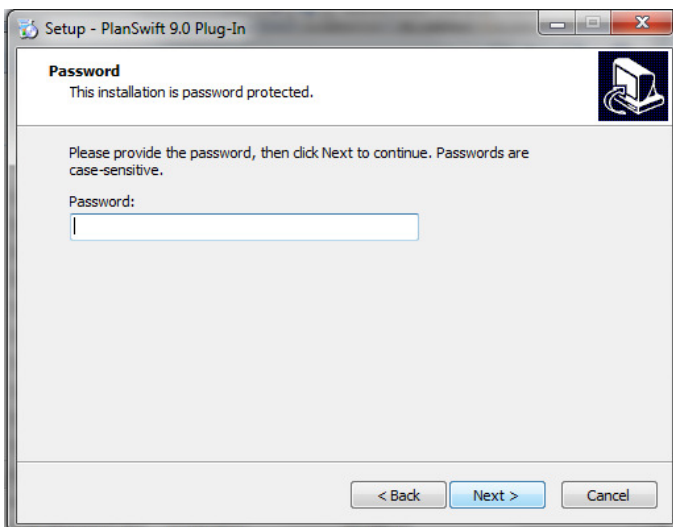 Setup - PlanSwift 9.0 Plug-In
Password
This installation is password protected.
Please provide the password, then click Next to continue. Passwords are
case-sensitive.
Password:
< Back
Next >
Cancel